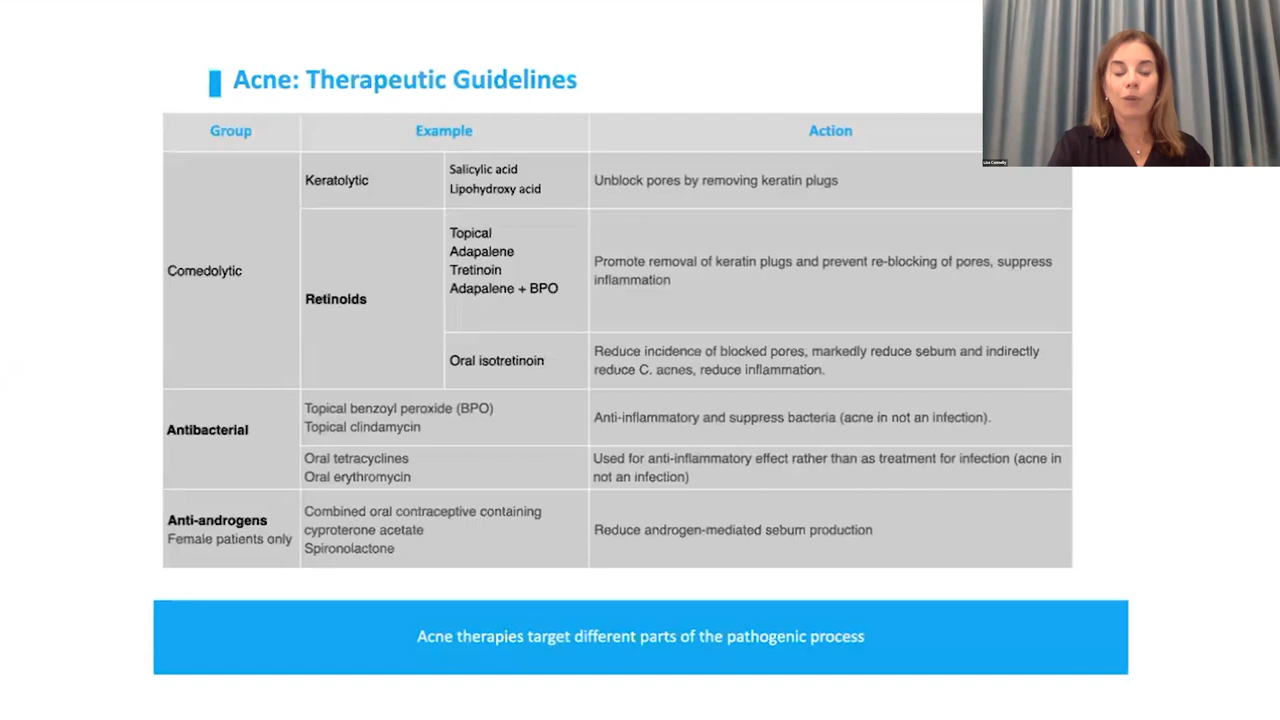 Acne: Therapeutic Guidelines
Group
Example
Action
Comedolytic
Keratolytic
Salicylic acid
Lipohydroxy acid
Unblock pores by removing keratin plugs
Retinoids
Topical
Adapalene
Tretinoin
Adapalene + BPO
Promote removal of keratin plugs and prevent re-blocking of pores, suppress
inflammation
Oral isotretinoin
Reduce incidence of blocked pores, markedly reduce sebum and indirectly
reduce C. acnes, reduce inflammation.
Antibacterial
Topical benzoyl peroxide (BPO)
Topical clindamycin
Anti-inflammatory and suppress bacteria (acne in not an infection).
Oral tetracyclines
Oral erythromycin
Used for anti-inflammatory effect rather than as treatment for infection (acne in
not an infection)
Anti-androgens
Female patients only
Combined oral contraceptive containing
cyproterone acetate
Spironolactone
Reduce androgen-mediated sebum production
Acne therapies target different parts of the pathogenic process
Lisa Connelly